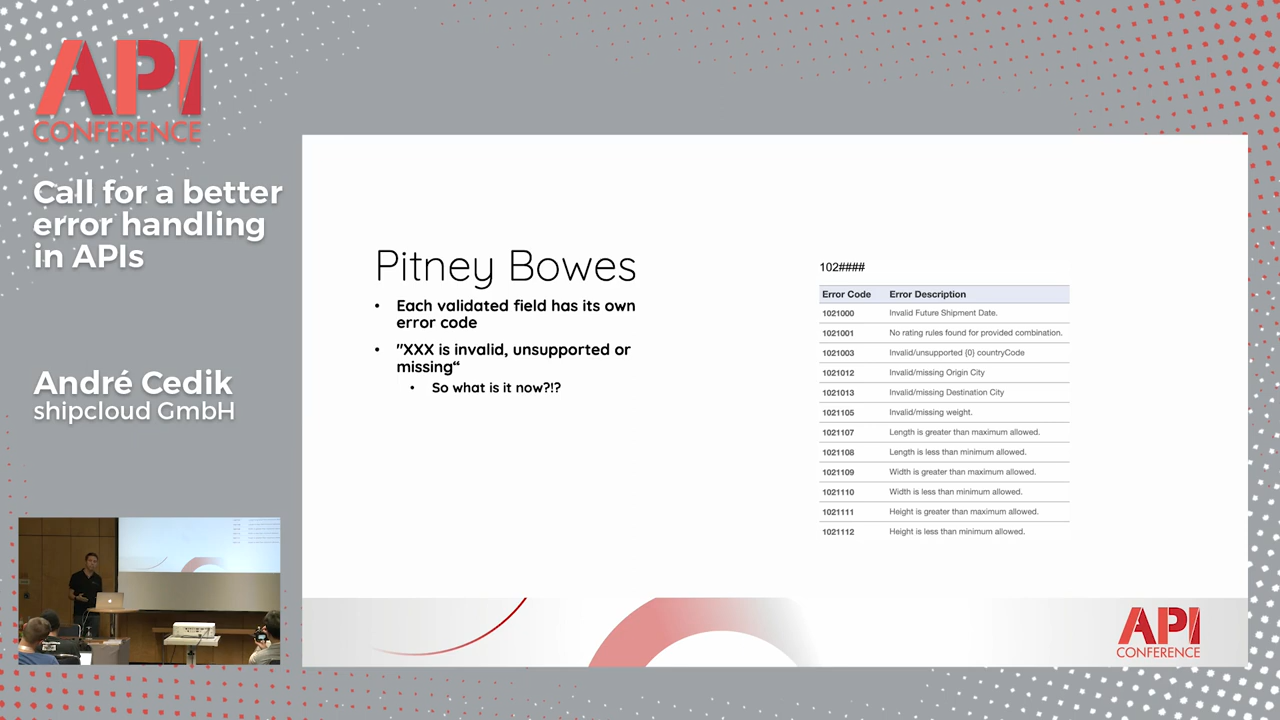 API
CONFERENCE
Call for a better
error handling
in APIs
André Cedik
shipcloud GmbH
Pitney Bowes
• Each validated field has its own
error code
• "XXX is invalid, unsupported or
missing“
• So what is it now?!?
102####
Error Code Error Description
1021000 Invalid Future Shipment Date.
1021001 No rating rules found for provided combination.
1021003 Invalid/unsupported {0} countryCode
1021012 Invalid/missing Origin City
1021013 Invalid/missing Destination City
1021105 Invalid/missing weight.
1021107 Length is greater than maximum allowed.
1021108 Length is less than minimum allowed.
1021109 Width is greater than maximum allowed.
1021110 Width is less than minimum allowed.
1021111 Height is greater than maximum allowed.
1021112 Height is less than minimum allowed.
API
CONFERENCE